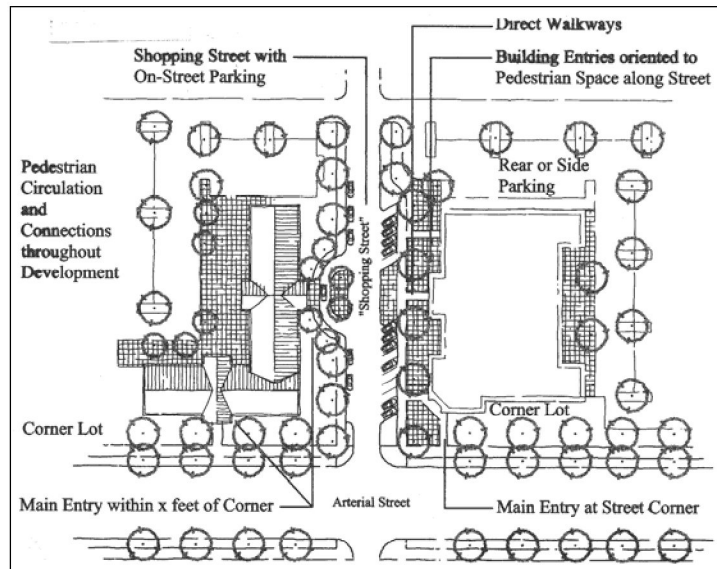 Direct Walkways
Shopping Street with
On-Street Parking
Building Entries oriented to
Pedestrian Space along Street
Pedestrian
Circulation
and
Connections
throughout
Development
Rear or Side
Parking
"Shopping Street"
Corner Lot
Corner Lot
Main Entry within x feet of Corner
Arterial Street
Main Entry at Street Corner